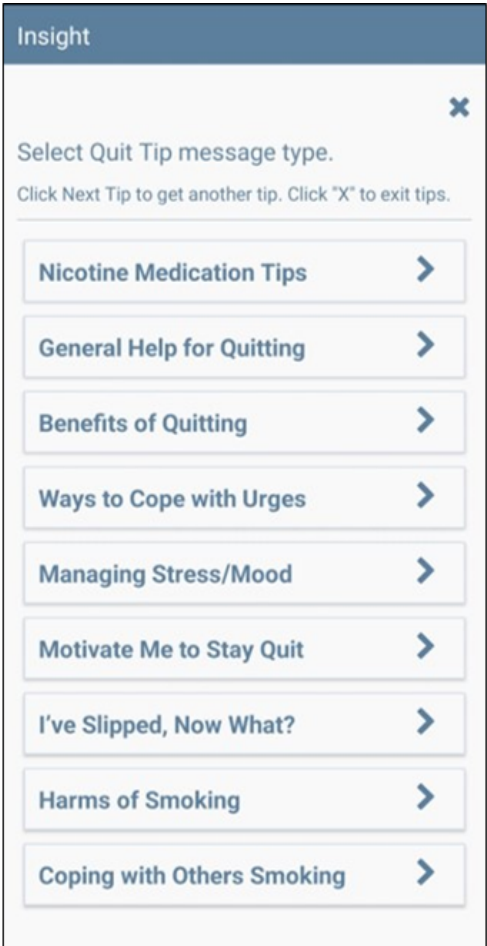 Insight
Select Quit Tip message type.
Click Next Tip to get another tip. Click "X" to exit tips.
Nicotine Medication Tips
General Help for Quitting
Benefits of Quitting
Ways to Cope with Urges
Managing Stress/Mood
Motivate Me to Stay Quit
I've Slipped, Now What?
Harms of Smoking
Coping with Others Smoking